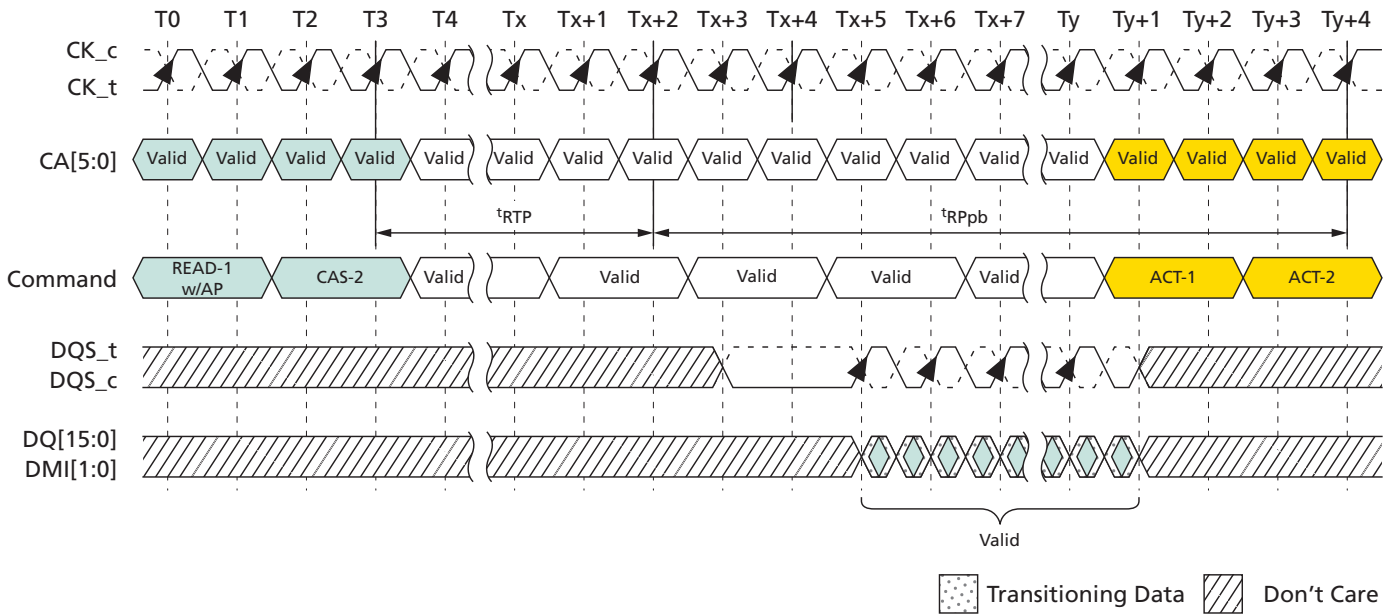 T0 T1 T2 T3 T4 Tx Tx+1 Tx+2 Tx+3 Tx+4 Tx+5 Tx+6 Tx+7 Ty Ty+1 Ty+2 Ty+3 Ty+4
CK_c
CK_t
CA[5:0] Valid Valid Valid Valid Valid Valid Valid Valid Valid Valid Valid Valid Valid Valid Valid Valid Valid Valid
tRTP tRPpb
Command READ-1 w/AP CAS-2 Valid Valid Valid Valid Valid ACT-1 ACT-2
DQS_t
DQS_c
DQ[15:0]
DMI[1:0]
Valid
Transitioning Data Don't Care